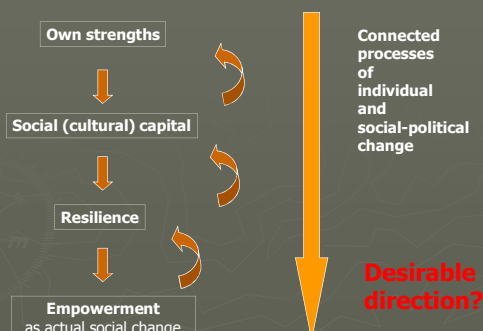 Own strengths
Social (cultural) capital
Resilience
Empowerment
as actual social change
Connected
processes
of
individual
and
social-political
change
Desirable
direction?